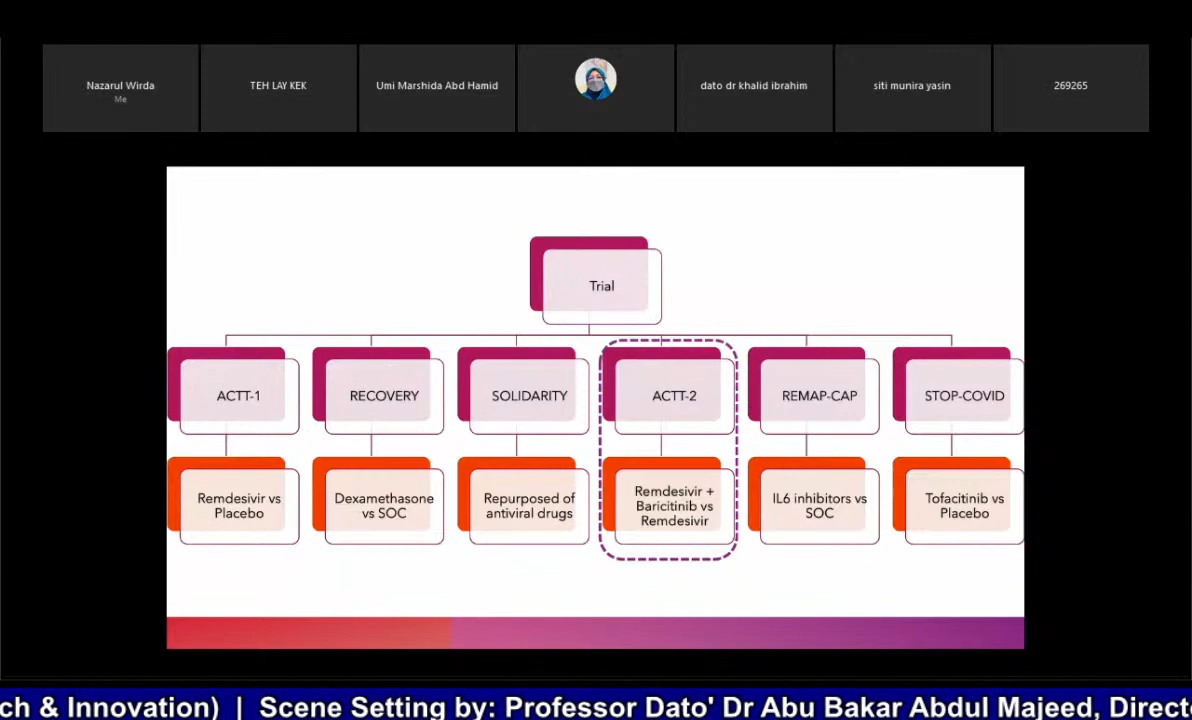 Nazarul Wirda
Me
TEH LAY KEK
Umi Marshida Abd Hamid
dato dr khalid ibrahim
siti munira yasin
269265
Trial
ACTT-1
RECOVERY
SOLIDARITY
ACTT-2
REMAP-CAP
STOP-COVID
Remdesivir vs
Placebo
Dexamethasone
vs SOC
Repurposed of
antiviral drugs
Remdesivir +
Baricitinib vs
Remdesivir
IL6 inhibitors vs
SOC
Tofacitinib vs
Placebo
ch & Innovation) | Scene Setting by: Professor Dato' Dr Abu Bakar Abdul Majeed, Direct